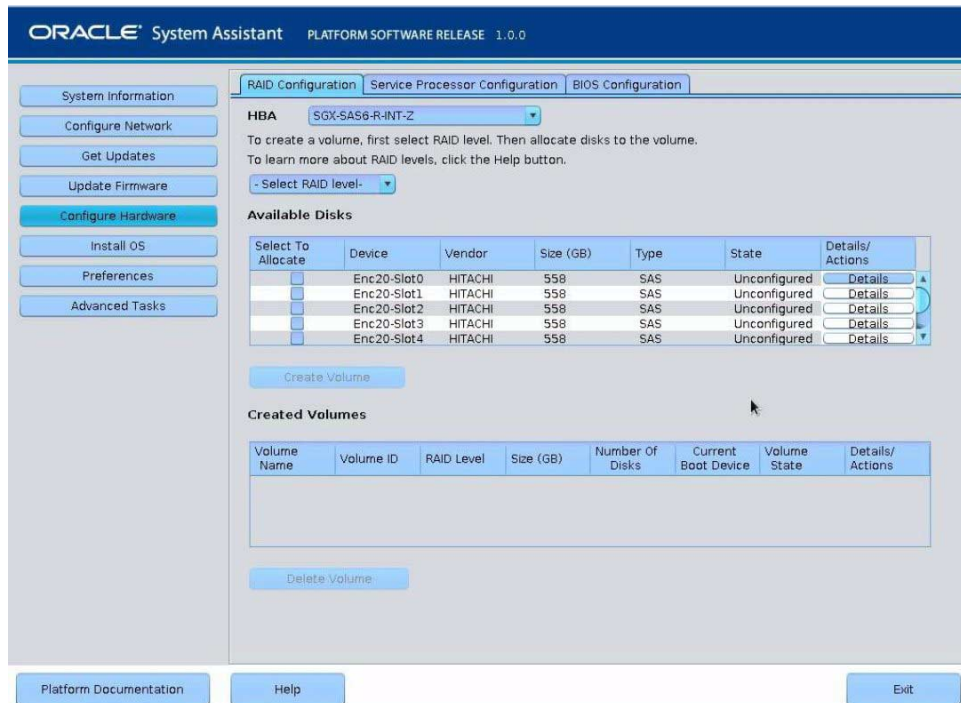 ORACLE System Assistant PLATFORM SOFTWARE RELEASE 1.0.0
System Information
Configure Network
Get Updates
Update Firmware
Configure Hardware
Install OS
Preferences
Advanced Tasks
RAID Configuration Service Processor Configuration BIOS Configuration
HBA SGX-SAS6-R-INT-Z
To create a volume, first select RAID level. Then allocate disks to the volume.
To learn more about RAID levels, click the Help button.
- Select RAID level-
Available Disks
Select To Allocate Device Vendor Size (GB) Type State Details/ Actions
Enc20-Slot0 HITACHI 558 SAS Unconfigured Details
Enc20-Slot1 HITACHI 558 SAS Unconfigured Details
Enc20-Slot2 HITACHI 558 SAS Unconfigured Details
Enc20-Slot3 HITACHI 558 SAS Unconfigured Details
Enc20-Slot4 HITACHI 558 SAS Unconfigured Details
Create Volume
Created Volumes
Volume Name Volume ID RAID Level Size (GB) Number Of Disks Current Boot Device Volume State Details/ Actions
Delete Volume
Platform Documentation Help Exit